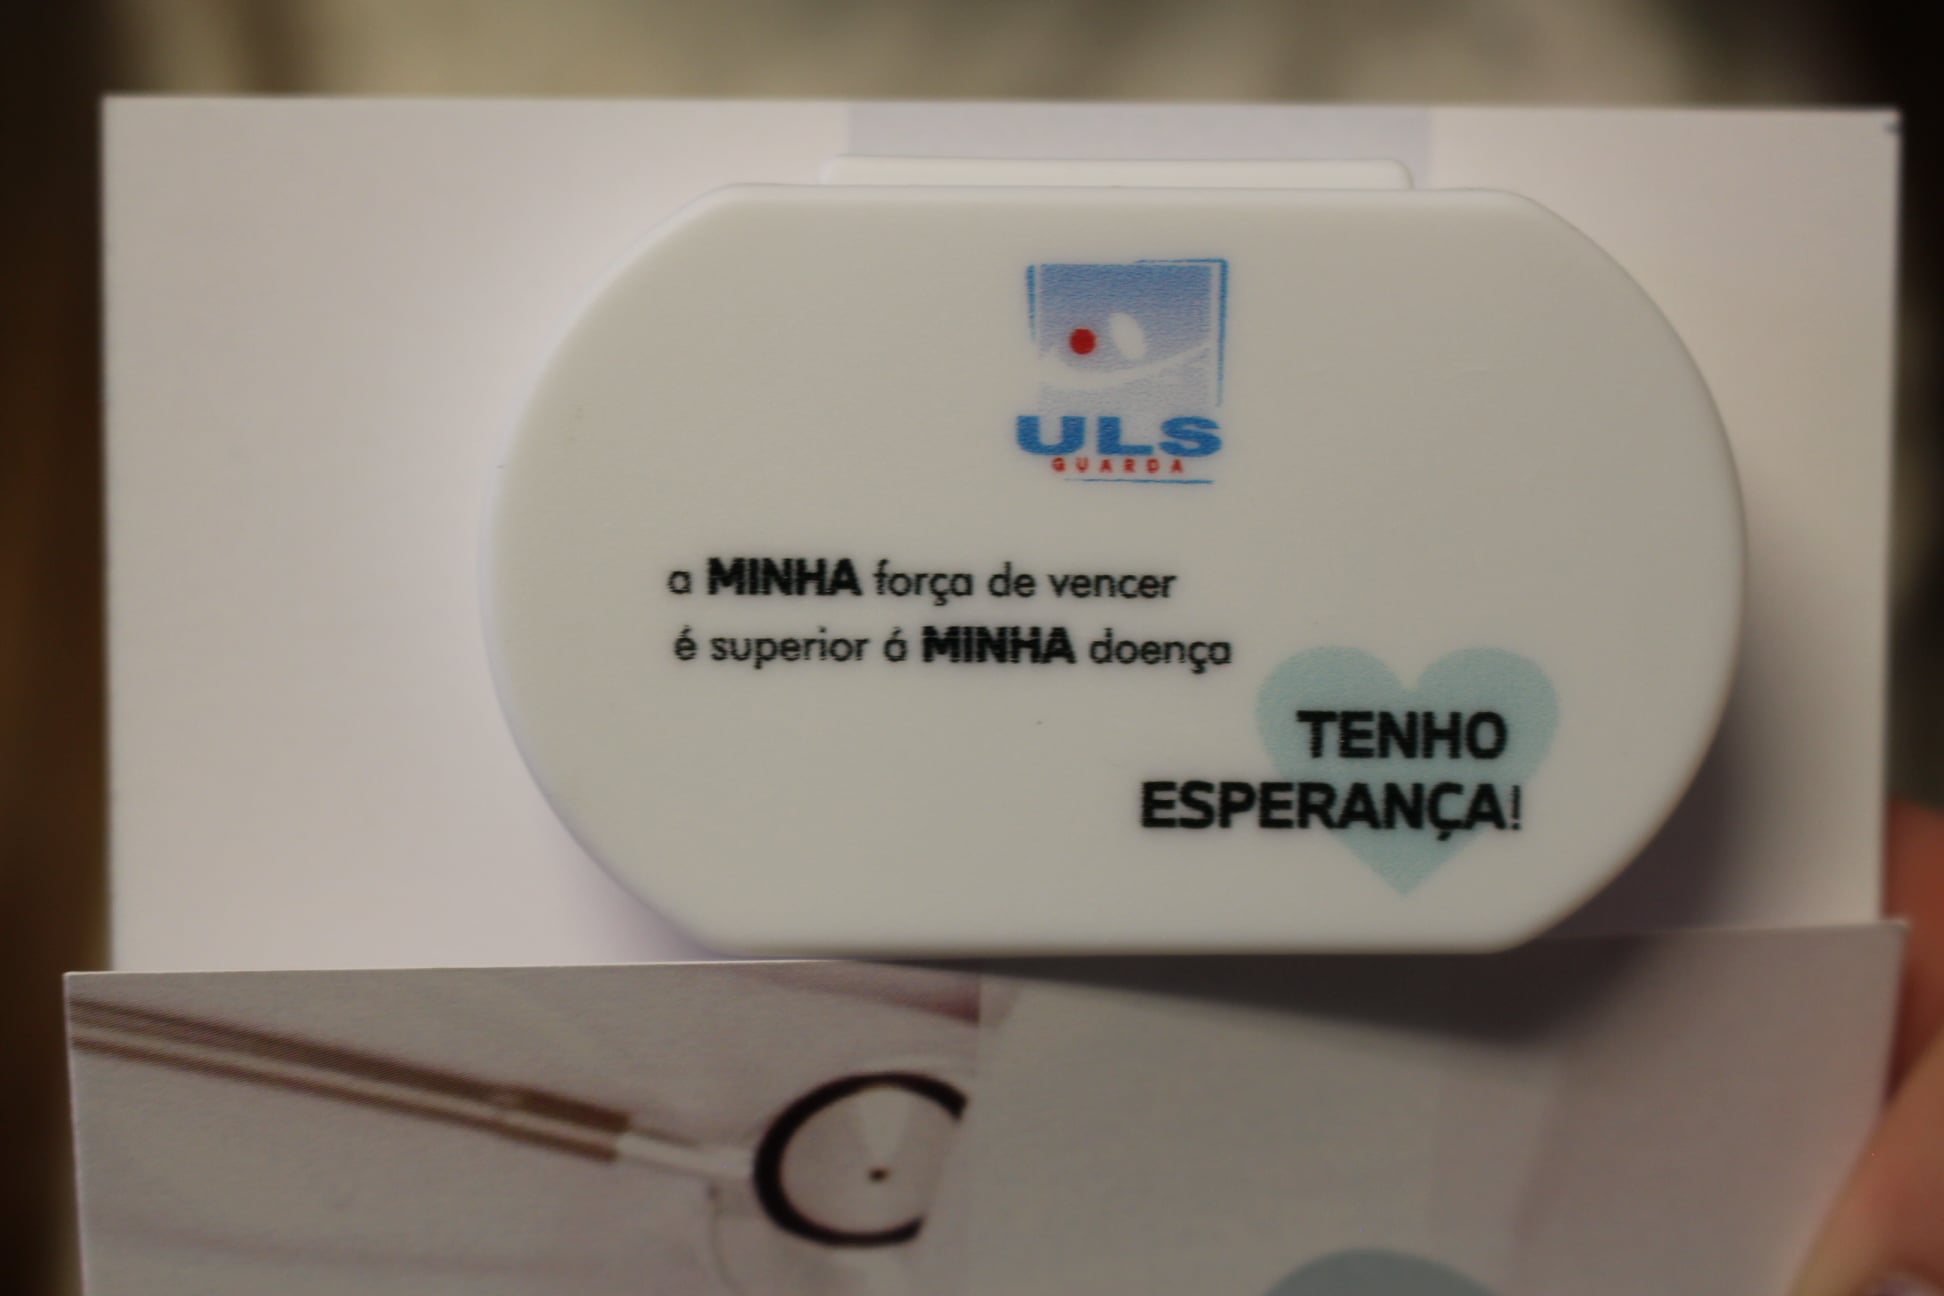 ULS
GUARDA
a MINHA força de vencer
é superior á MINHA doença
TENHO
ESPERANÇA!